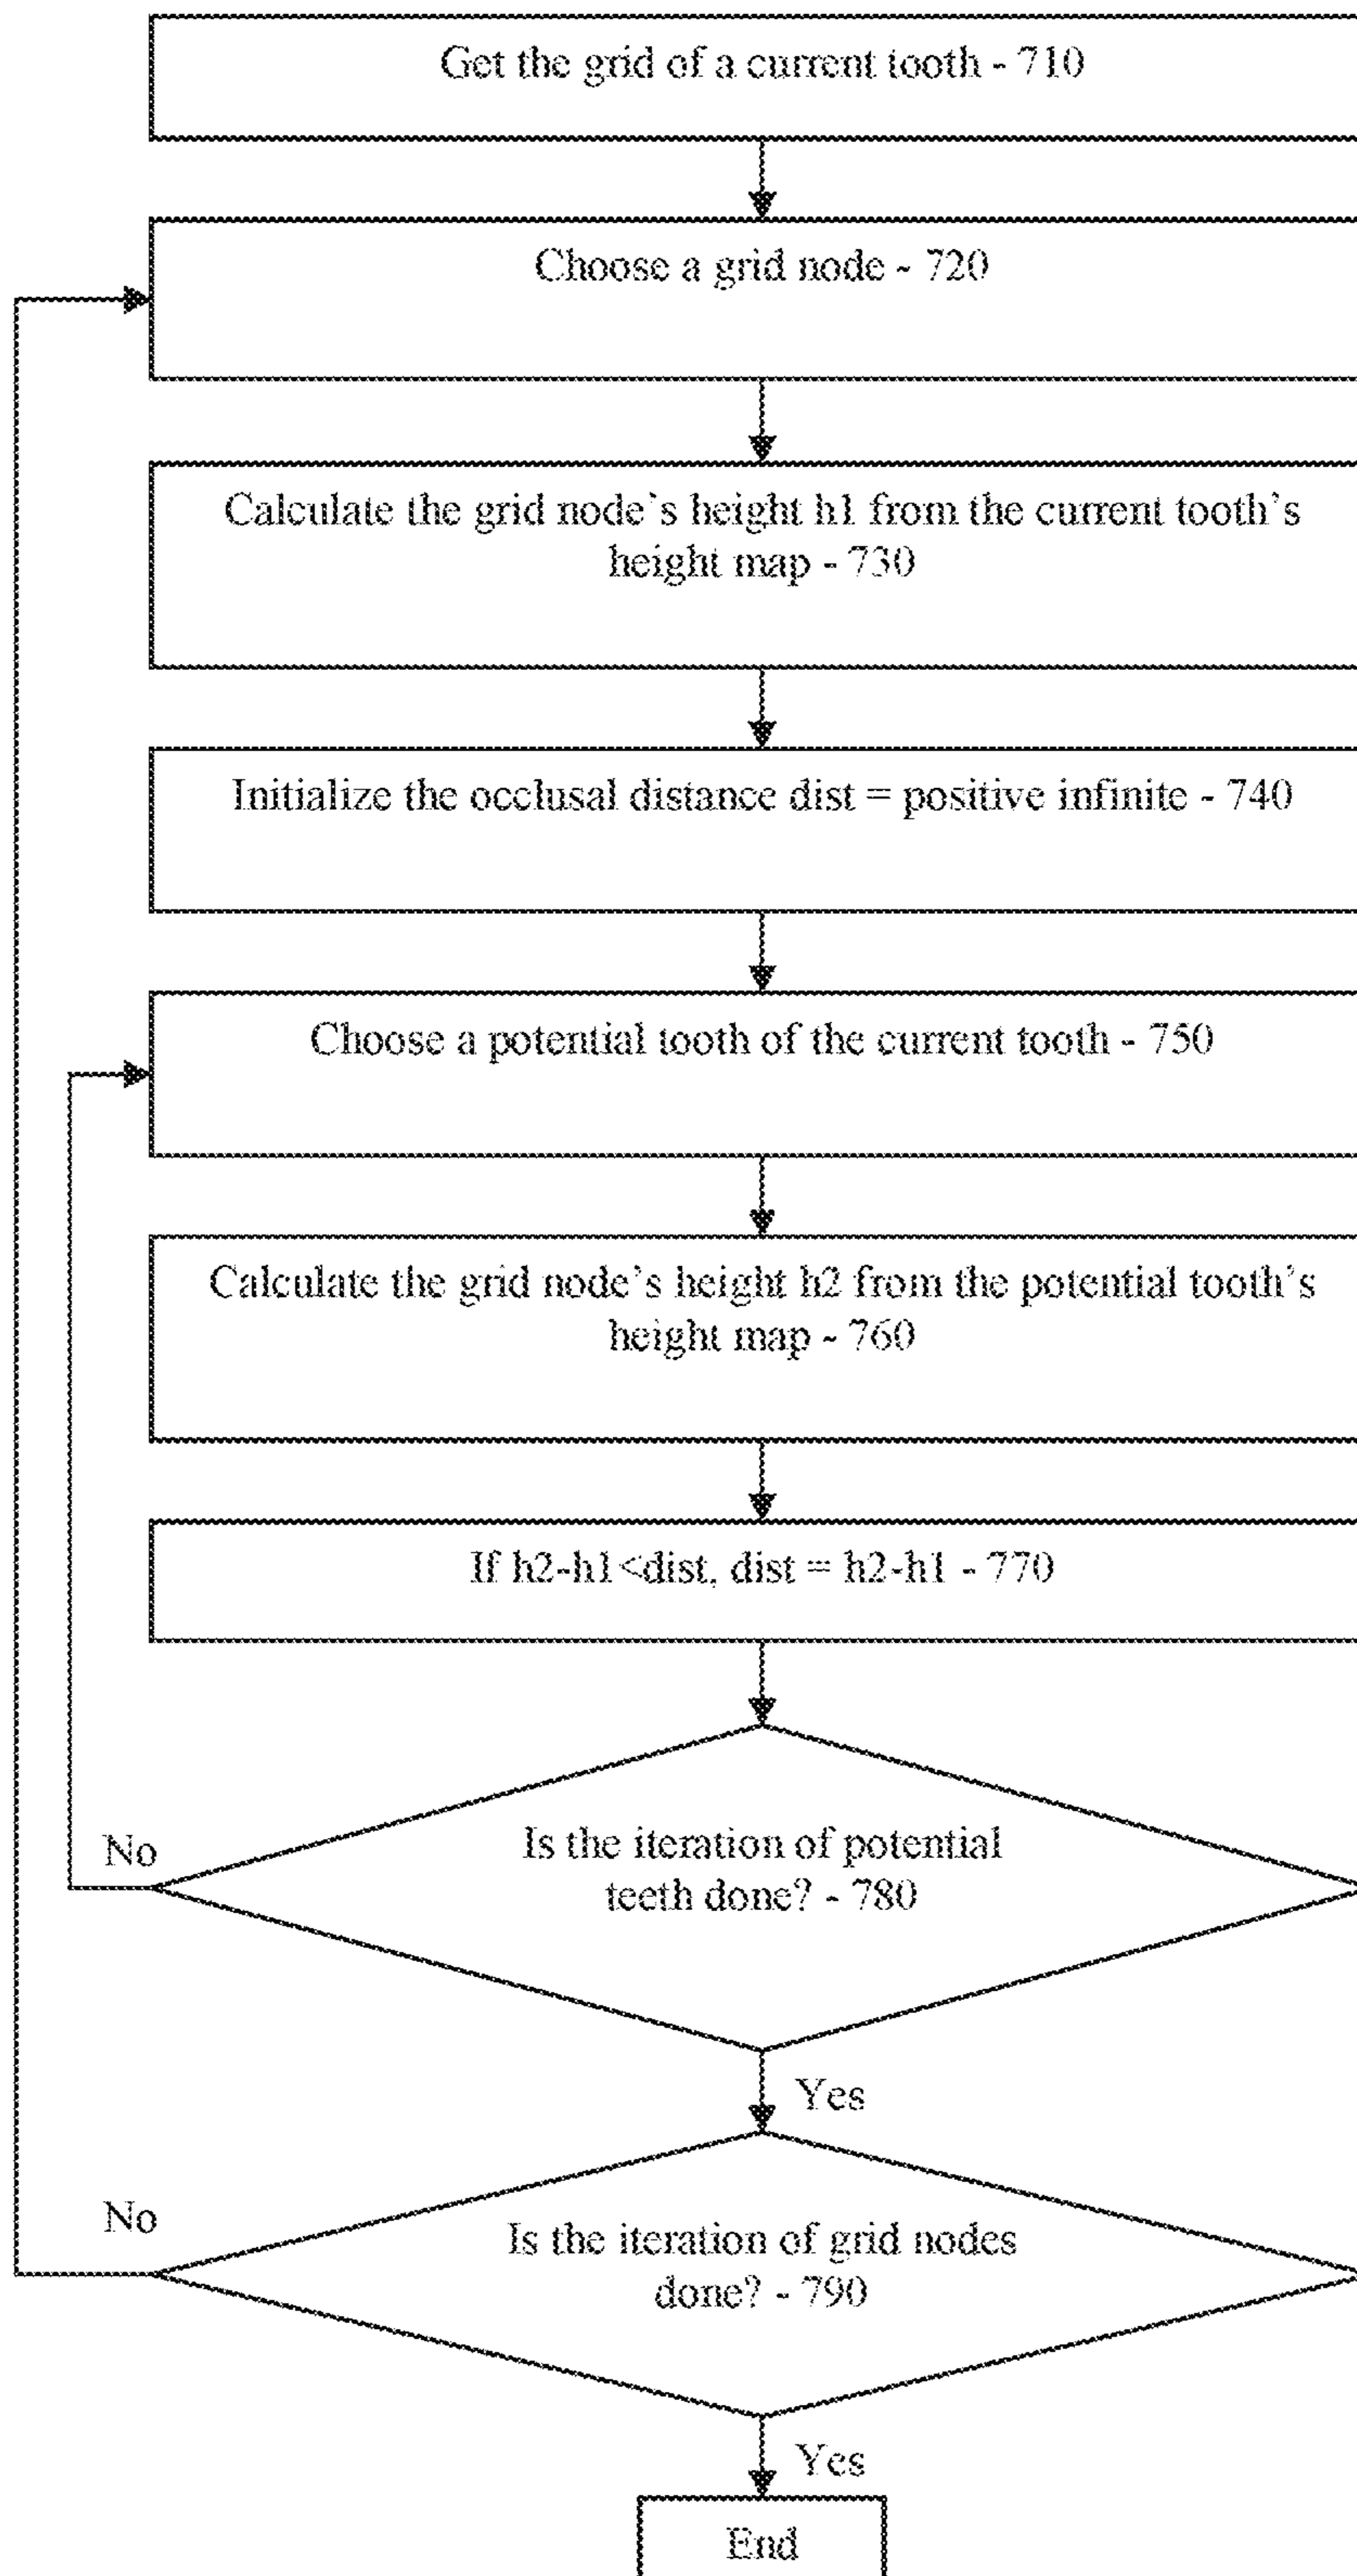 Get the grid of a current tooth - 710
Choose a grid node - 720
Calculate the grid node's height h1 from the current tooth's
height map - 730
Initialize the occlusal distance dist = positive infinite - 740
Choose a potential tooth of the current tooth - 750
Calculate the grid node's height h2 from the potential tooth's
height map - 760
If h2-h1<dist, dist = h2-h1 - 770
Is the iteration of potential
teeth done? - 780
No
Yes
Is the iteration of grid nodes
done? - 790
No
Yes
End